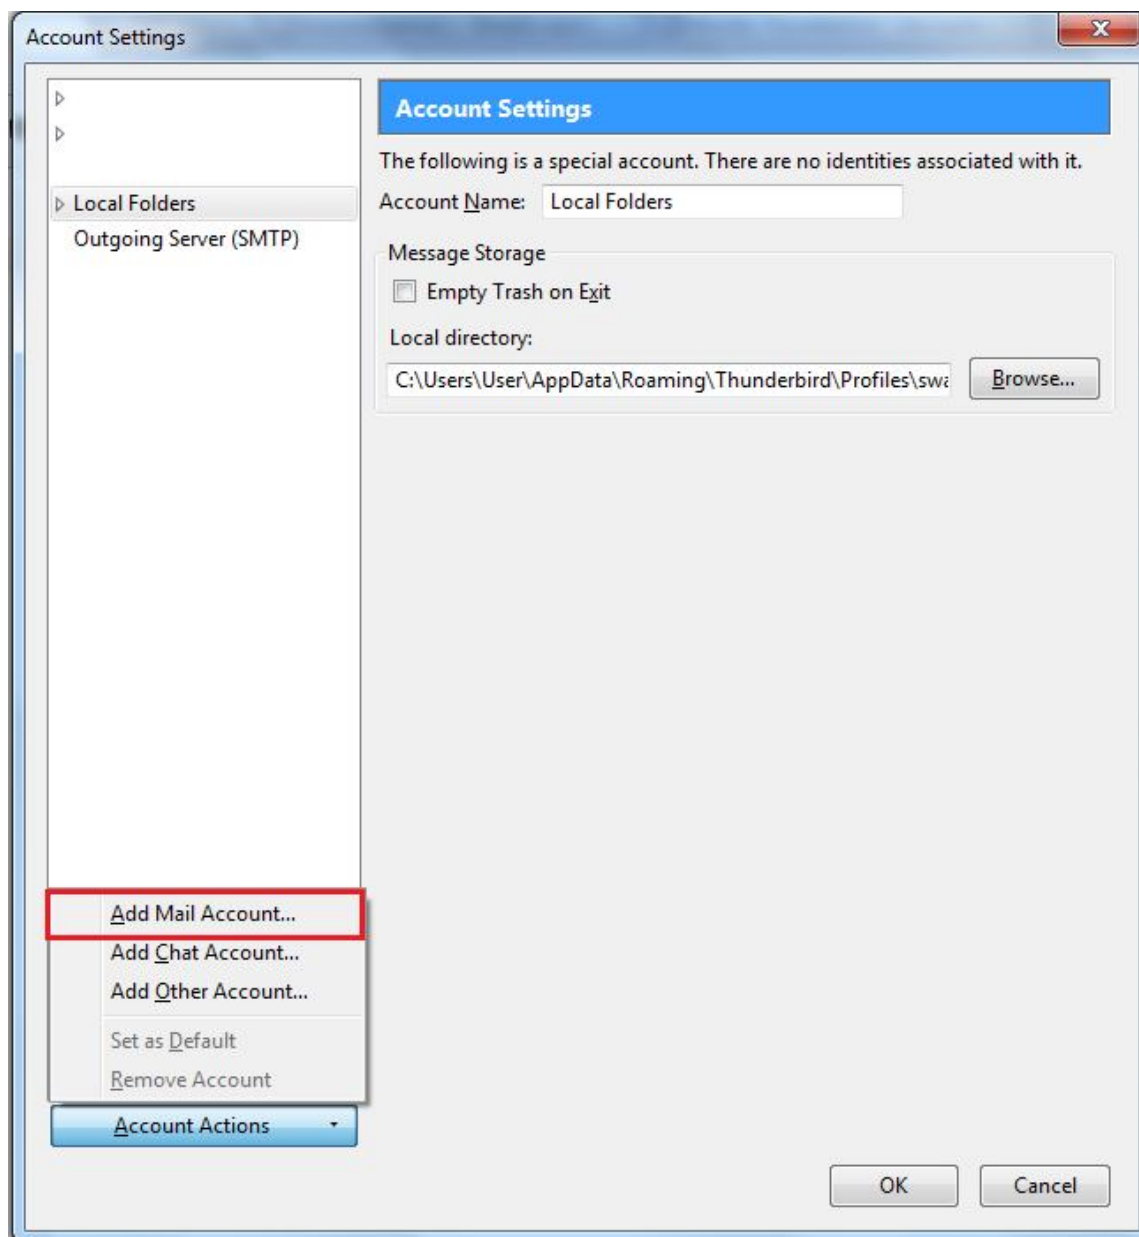 Account Settings
Account Settings
The following is a special account. There are no identities associated with it.
Local Folders
Account Name: Local Folders
Outgoing Server (SMTP)
Message Storage
Empty Trash on Exit
Local directory:
C:\Users\User\AppData\Roaming\Thunderbird\Profiles\swa
Browse...
Add Mail Account...
Add Chat Account...
Add Other Account...
Set as Default
Remove Account
Account Actions
OK
Cancel